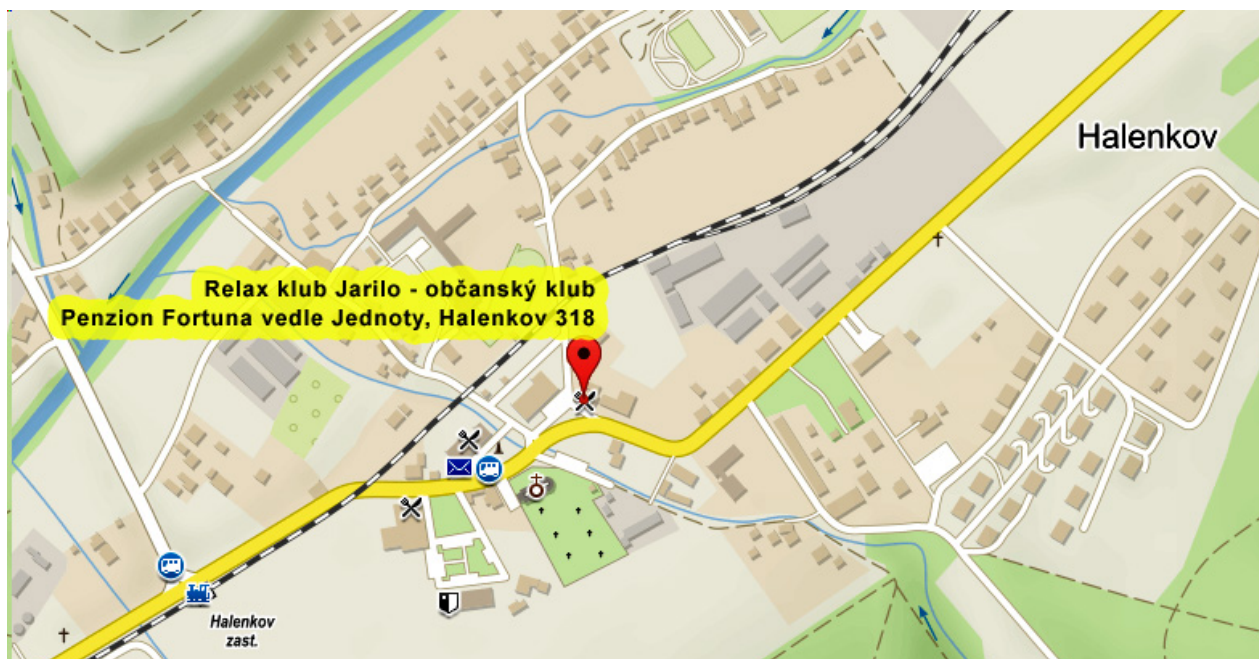 Halenkov
Relax klub Jarilo - občanský klub
Penzion Fortuna vedle Jednoty, Halenkov 318
Halenkov
zast.